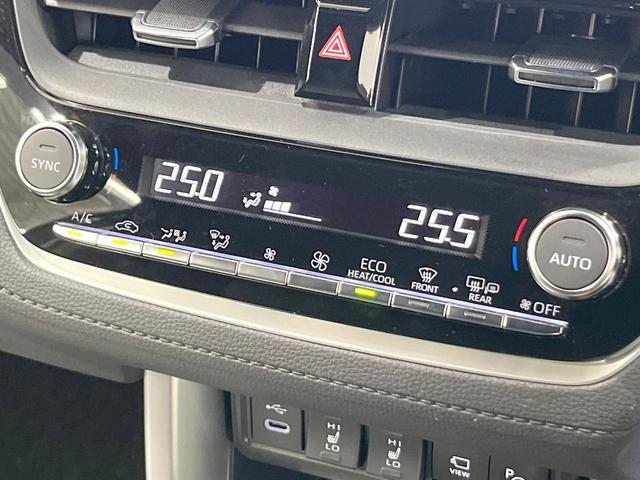 SYNC
25.0
25.5
AUTO
A/C
ECO
HEAT/COOL
FRONT
REAR
OFF
HI
LO
HI
LO
VIEW
P